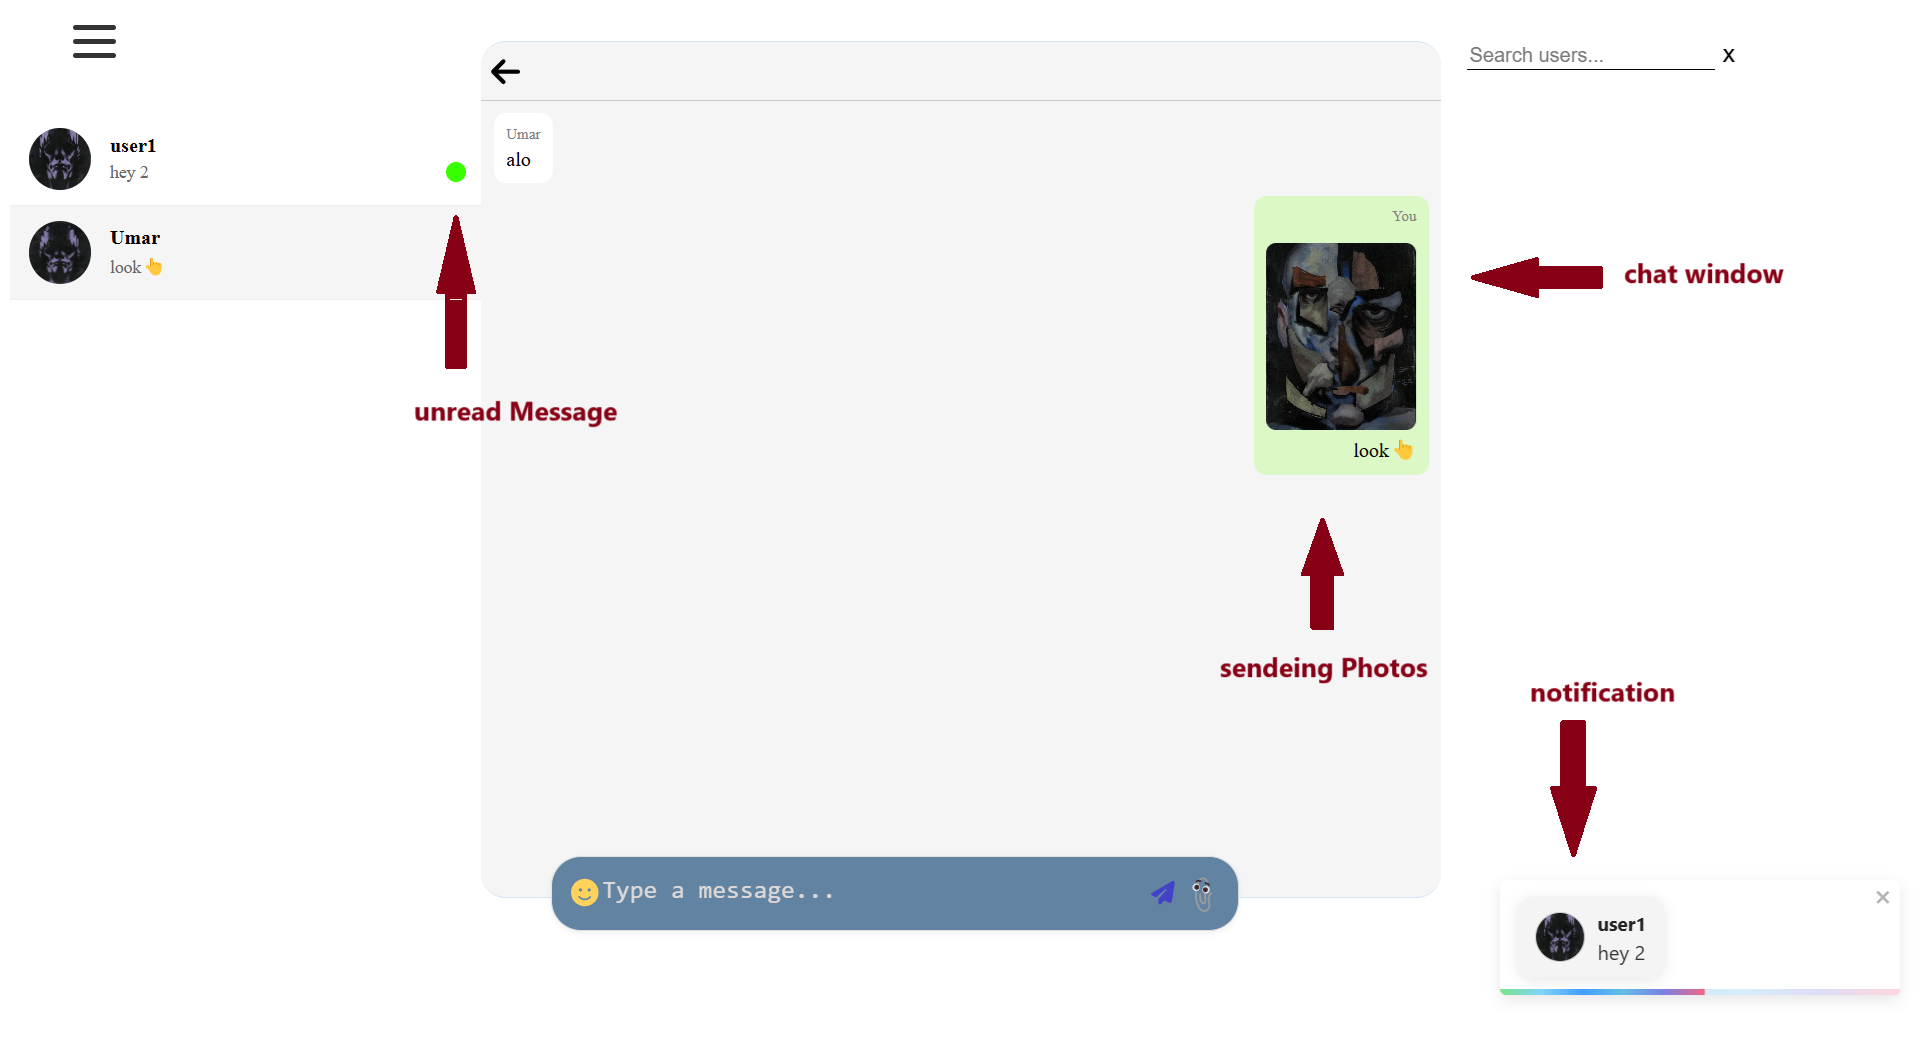 user1
hey 2
Umar
look 👆
unread Message
Umar
alo
You
look 👆
sendeing Photos
Type a message...
Search users...
X
chat window
notification
user1
hey 2